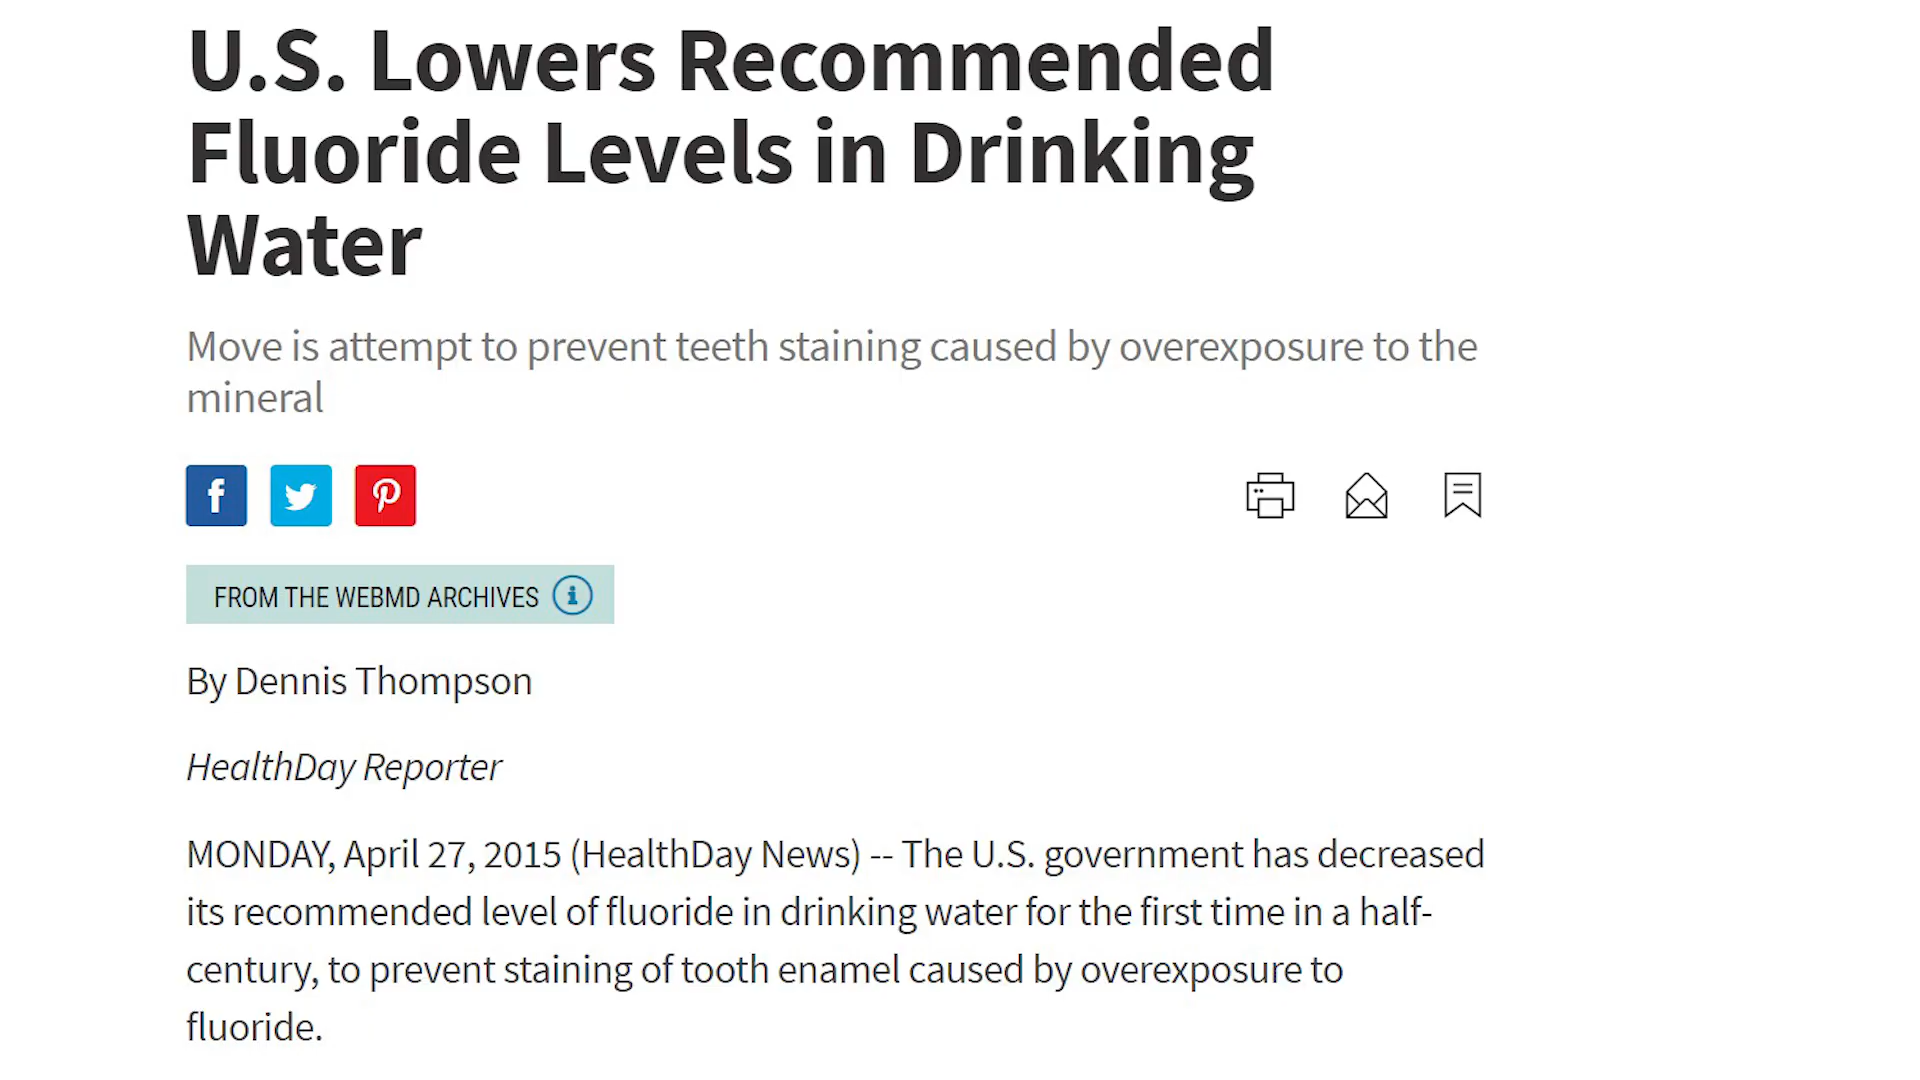 U.S. Lowers Recommended
Fluoride Levels in Drinking
Water
Move is attempt to prevent teeth staining caused by overexposure to the
mineral
FROM THE WEBMD ARCHIVES
By Dennis Thompson
HealthDay Reporter
MONDAY, April 27, 2015 (HealthDay News) -- The U.S. government has decreased
its recommended level of fluoride in drinking water for the first time in a half-
century, to prevent staining of tooth enamel caused by overexposure to
fluoride.